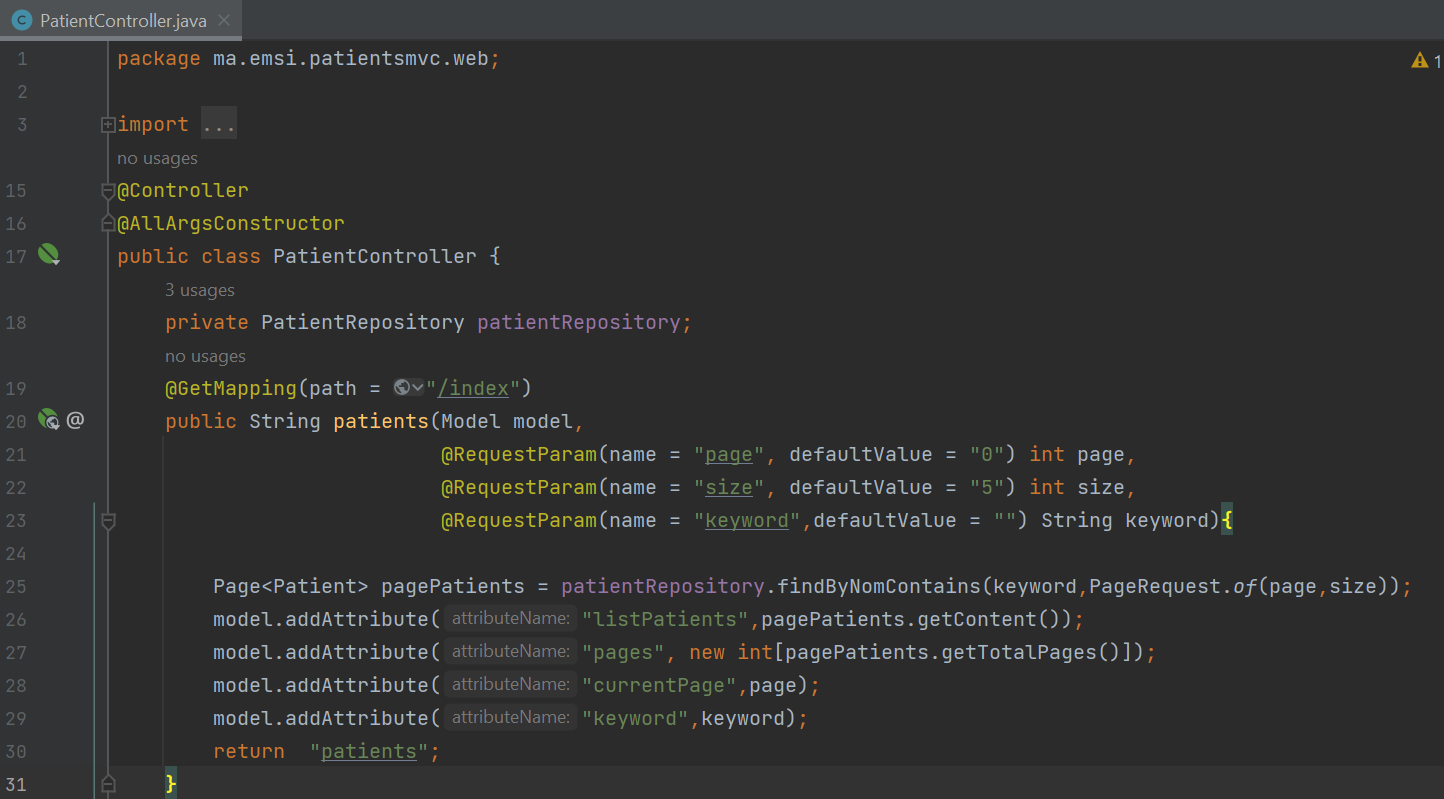 PatientController.java
1 package ma.emsi.patientsmvc.web;
1
2
3 import ...
no usages
15 @Controller
16 @AllArgsConstructor
17 public class PatientController {
3 usages
18 private PatientRepository patientRepository;
no usages
19 @GetMapping(path = "/index")
20 @ public String patients(Model model,
21 @RequestParam(name = "page", defaultValue = "0") int page,
22 @RequestParam(name = "size", defaultValue = "5") int size,
23 @RequestParam(name = "keyword",defaultValue = "") String keyword){
24
25 Page<Patient> pagePatients = patientRepository.findByNomContains(keyword,PageRequest.of(page,size));
26 model.addAttribute( attributeName: "listPatients",pagePatients.getContent());
27 model.addAttribute( attributeName: "pages", new int[pagePatients.getTotalPages()]);
28 model.addAttribute( attributeName: "currentPage",page);
29 model.addAttribute( attributeName: "keyword",keyword);
30 return  "patients";
31 }